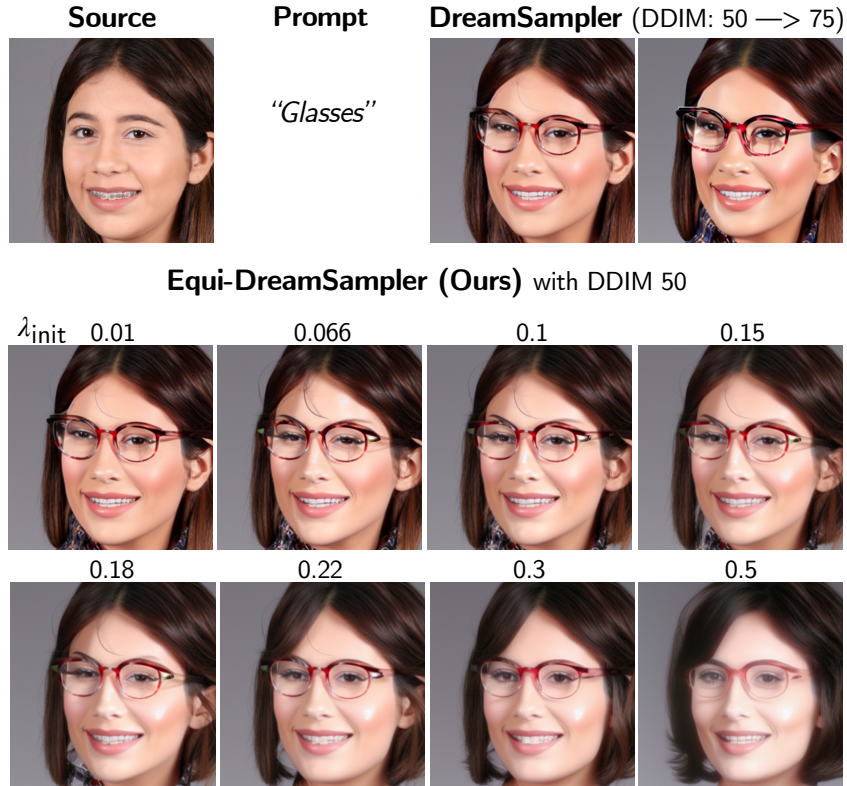 Source Prompt DreamSampler (DDIM: 50 —> 75)
“Glasses”
Equi-DreamSampler (Ours) with DDIM 50
λinit 0.01 0.066 0.1 0.15
0.18 0.22 0.3 0.5